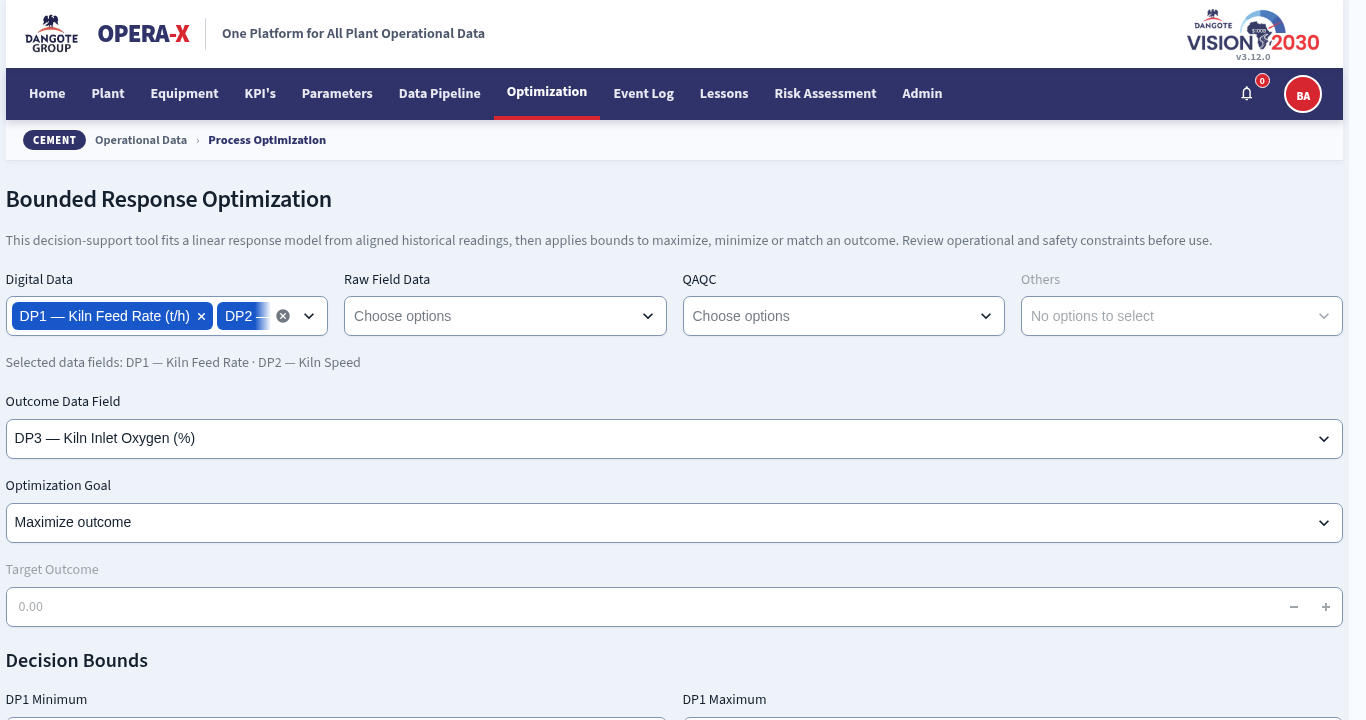 DANGOTE
GROUP
OPERA-X
One Platform for All Plant Operational Data
DANGOTE
VISION 2030
v3.12.0
Home Plant Equipment KPI's Parameters Data Pipeline Optimization Event Log Lessons Risk Assessment Admin 0 BA
CEMENT Operational Data › Process Optimization
Bounded Response Optimization
This decision-support tool fits a linear response model from aligned historical readings, then applies bounds to maximize, minimize or match an outcome. Review operational and safety constraints before use.
Digital Data Raw Field Data QAQC Others
DP1 — Kiln Feed Rate (t/h) × DP2 — Choose options Choose options No options to select
Selected data fields: DP1 — Kiln Feed Rate · DP2 — Kiln Speed
Outcome Data Field
DP3 — Kiln Inlet Oxygen (%)
Optimization Goal
Maximize outcome
Target Outcome
0.00
Decision Bounds
DP1 Minimum DP1 Maximum